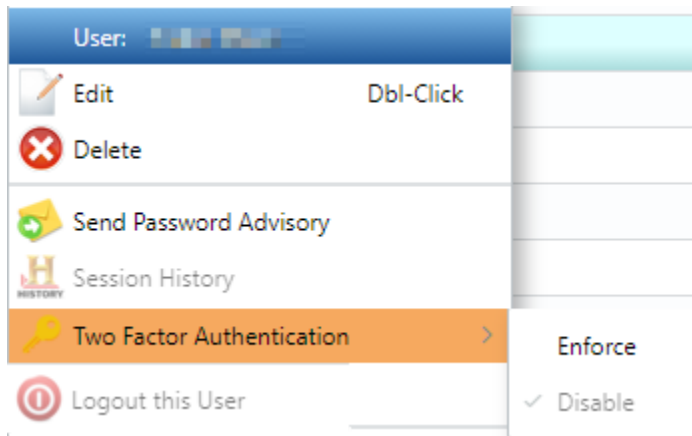 User:
Edit Dbl-Click
Delete
Send Password Advisory
H
HISTORY
Session History
Two Factor Authentication
Enforce
Logout this User
Disable